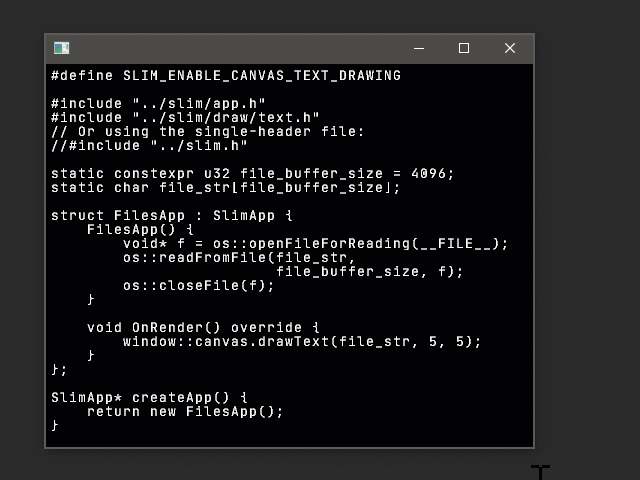 #define SLIM_ENABLE_CANVAS_TEXT_DRAWING

#include "../slim/app.h"
#include "../slim/draw/text.h"
// Or using the single-header file:
//#include "../slim.h"

static constexpr u32 file_buffer_size = 4096;
static char file_str[file_buffer_size];

struct FilesApp : SlimApp {
    FilesApp() {
        void* f = os::openFileForReading(__FILE__);
        os::readFromFile(file_str,
                         file_buffer_size, f);
        os::closeFile(f);
    }

    void OnRender() override {
        window::canvas.drawText(file_str, 5, 5);
    }
};

SlimApp* createApp() {
    return new FilesApp();
}